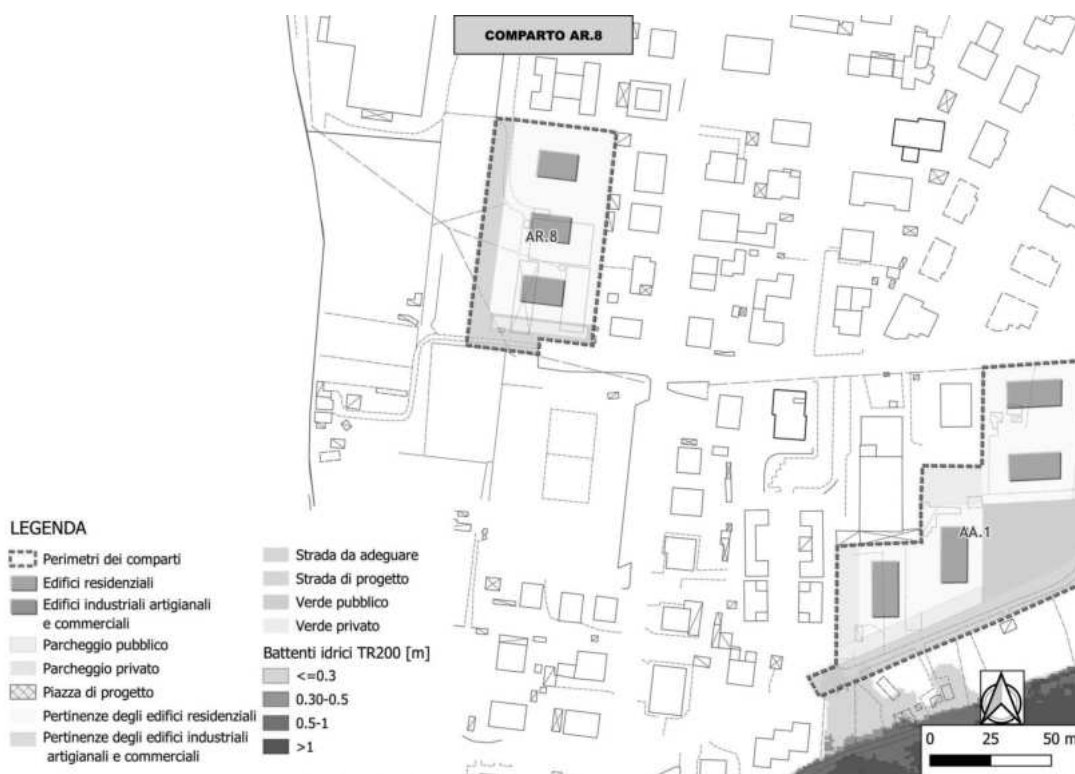 COMPARTO AR.8
AR.8
AA.1
LEGENDA
Perimetri dei comparti
Edifici residenziali
Edifici industriali artigianali
e commerciali
Parcheggio pubblico
Parcheggio privato
Piazza di progetto
Pertinenze degli edifici residenziali
Pertinenze degli edifici industriali
artigianali e commerciali
Strada da adeguare
Strada di progetto
Verde pubblico
Verde privato
Battenti idrici TR200 [m]
<=0.3
0.30-0.5
0.5-1
>1
0 25 50 m